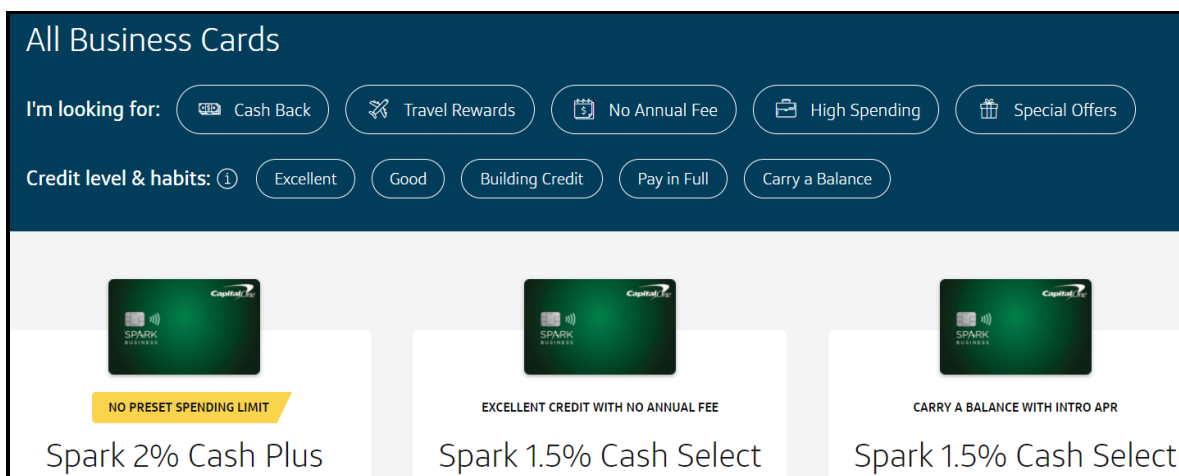 All Business Cards
I'm looking for: Cash Back Travel Rewards No Annual Fee High Spending Special Offers
Credit level & habits: Excellent Good Building Credit Pay in Full Carry a Balance
Capital One Capital One Capital One
SPARK SPARK SPARK
BUSINESS BUSINESS BUSINESS
NO PRESET SPENDING LIMIT EXCELLENT CREDIT WITH NO ANNUAL FEE CARRY A BALANCE WITH INTRO APR
Spark 2% Cash Plus Spark 1.5% Cash Select Spark 1.5% Cash Select